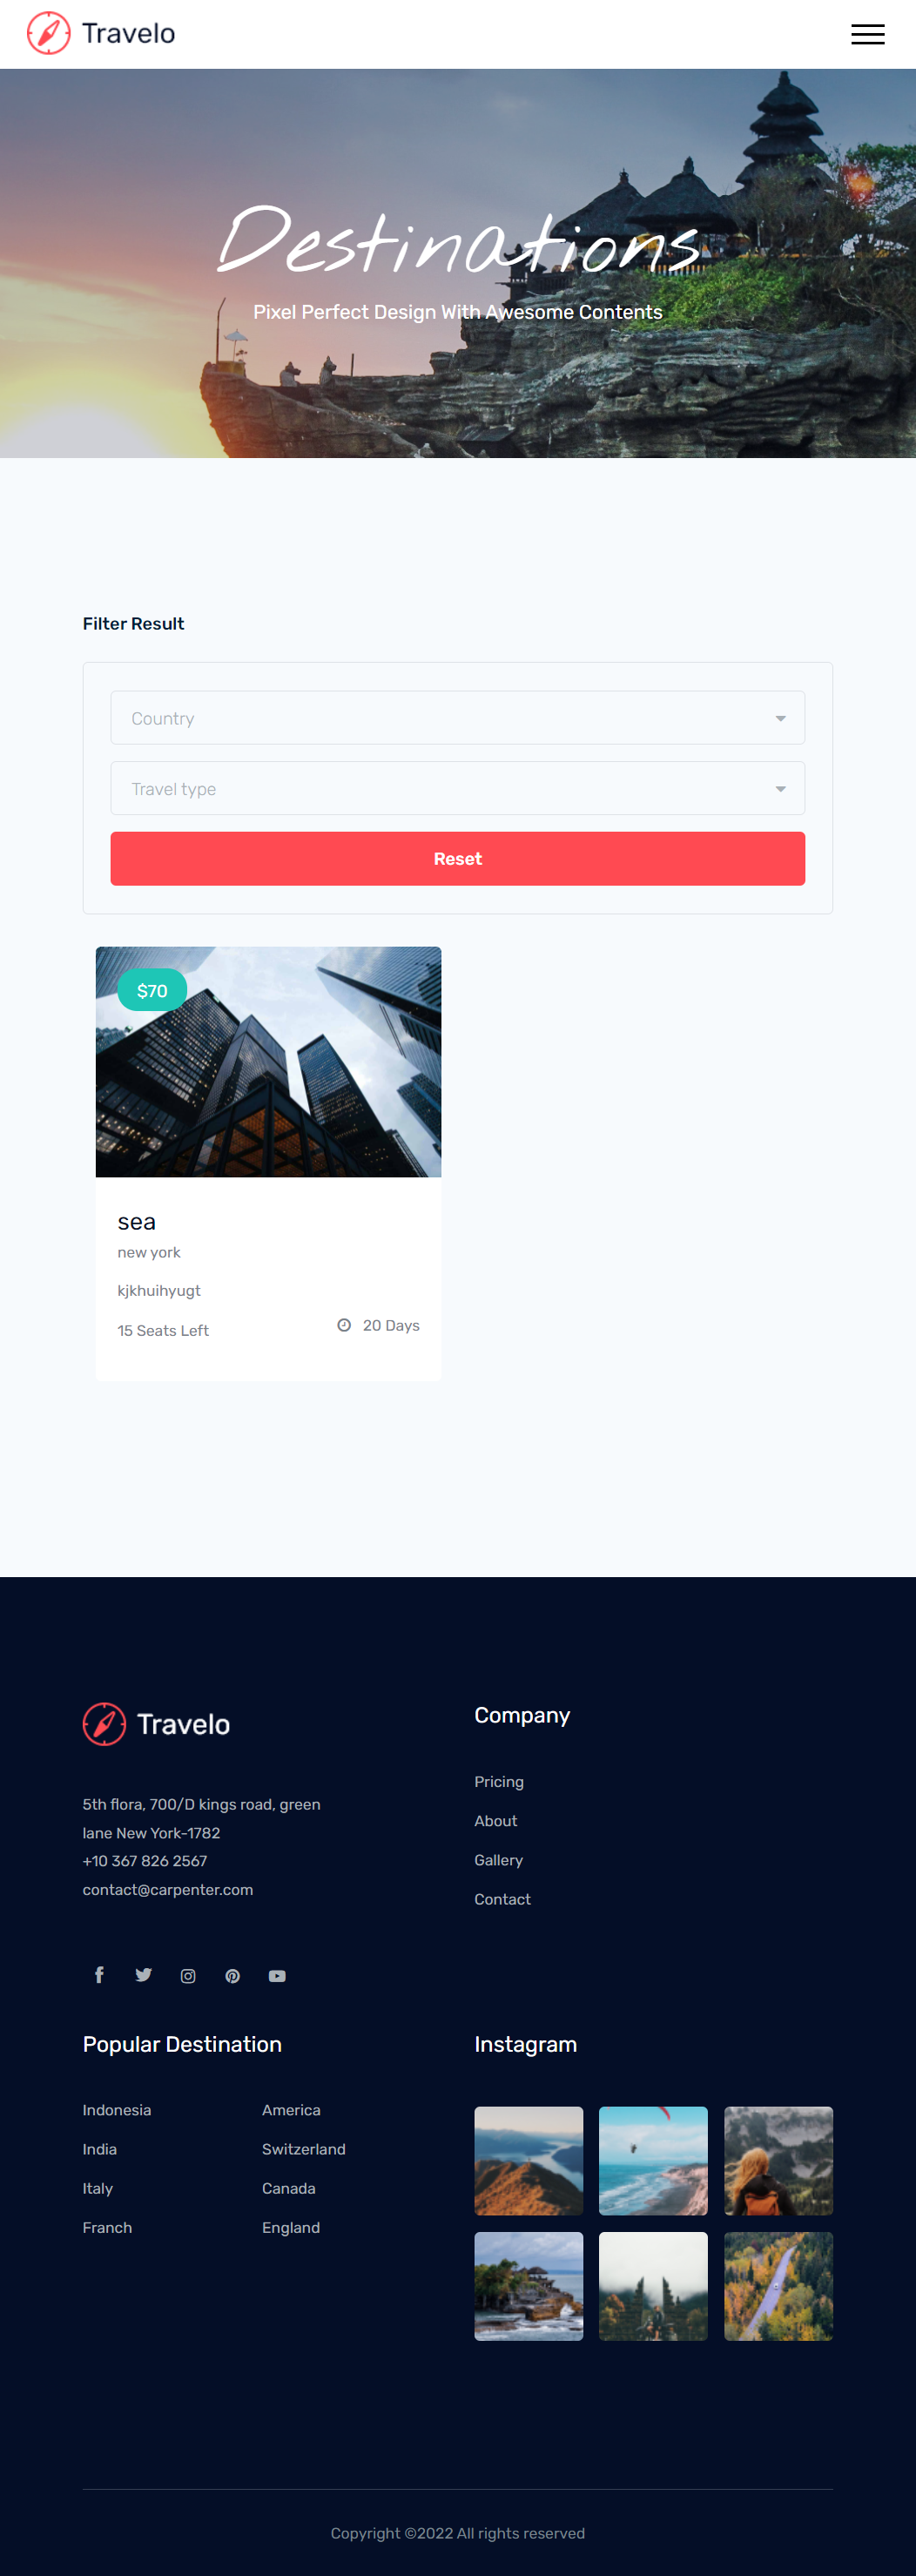 Travelo
Destinations
Pixel Perfect Design With Awesome Contents
Filter Result
Country
Travel type
Reset
$70
sea
new york
kjkhuihyugt
15 Seats Left
20 Days
Travelo
5th flora, 700/D kings road, green
lane New York-1782
+10 367 826 2567
contact@carpenter.com
Company
Pricing
About
Gallery
Contact
Popular Destination
Indonesia
India
Italy
Franch
America
Switzerland
Canada
England
Instagram
Copyright ©2022 All rights reserved